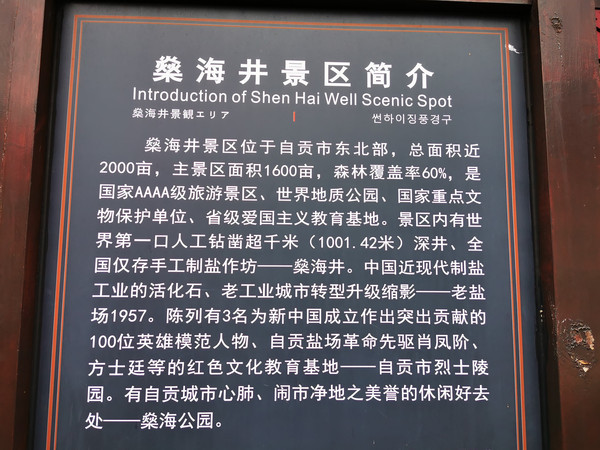 燊海井景区简介
Introduction of Shen Hai Well Scenic Spot
燊海井景観エリア | 썬하이징풍경구
燊海井景区位于自贡市东北部，总面积近
2000亩，主景区面积1600亩，森林覆盖率60%，是
国家AAAA级旅游景区、世界地质公园、国家重点文
物保护单位、省级爱国主义教育基地。景区内有世
界第一口人工钻凿超千米（1001.42米）深井、全
国仅存手工制盐作坊——燊海井。中国近现代制盐
工业的活化石、老工业城市转型升级缩影——老盐
场1957。陈列有3名为新中国成立作出突出贡献的
100位英雄模范人物、自贡盐场革命先驱肖凤阶、
方士廷等的红色文化教育基地——自贡市烈士陵
园。有自贡城市心肺、闹市净地之美誉的休闲好去
处——燊海公园。